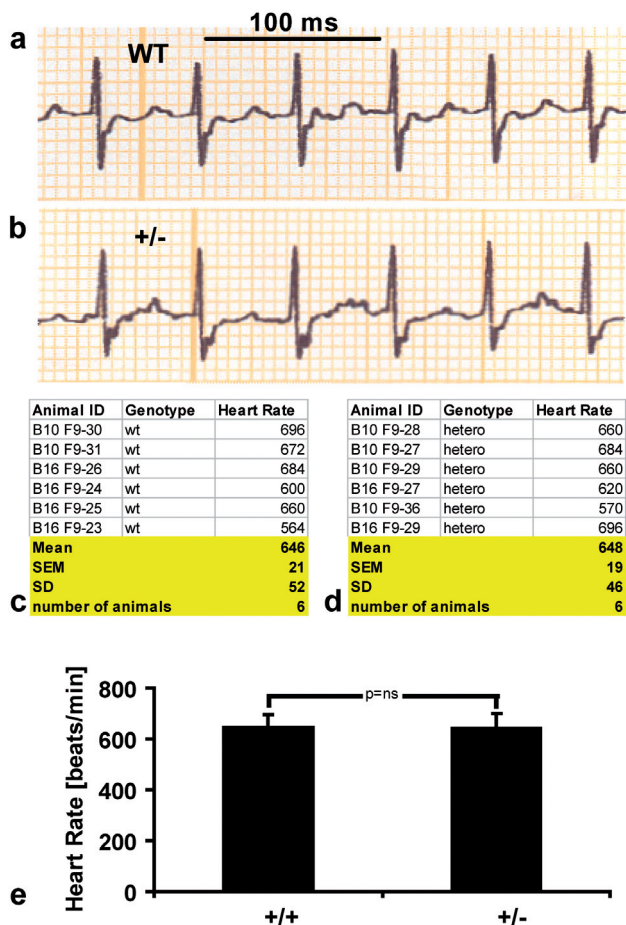 a
100 ms
WT
b
+/-
Animal ID Genotype Heart Rate
B10 F9-30 wt 696
B10 F9-31 wt 672
B16 F9-26 wt 684
B16 F9-24 wt 600
B16 F9-25 wt 660
B16 F9-23 wt 564
Mean 646
SEM 21
SD 52
number of animals 6
c
Animal ID Genotype Heart Rate
B10 F9-28 hetero 660
B10 F9-27 hetero 684
B10 F9-29 hetero 660
B16 F9-27 hetero 620
B10 F9-36 hetero 570
B16 F9-29 hetero 696
Mean 648
SEM 19
SD 46
number of animals 6
d
e
Heart Rate [beats/min]
800
600
400
200
0
p=ns
+/+
+/-